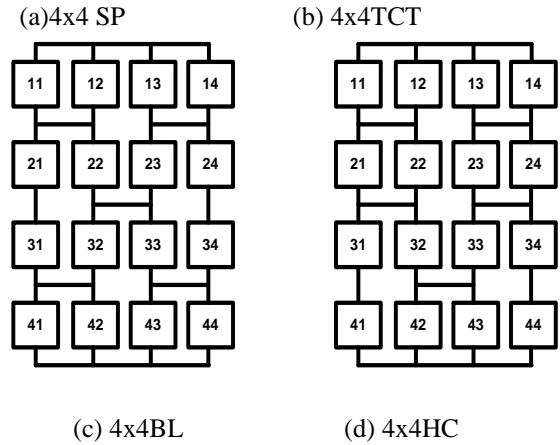 (a)4x4 SP (b) 4x4TCT
11 12 13 14 11 12 13 14
21 22 23 24 21 22 23 24
31 32 33 34 31 32 33 34
41 42 43 44 41 42 43 44
(c) 4x4BL (d) 4x4HC